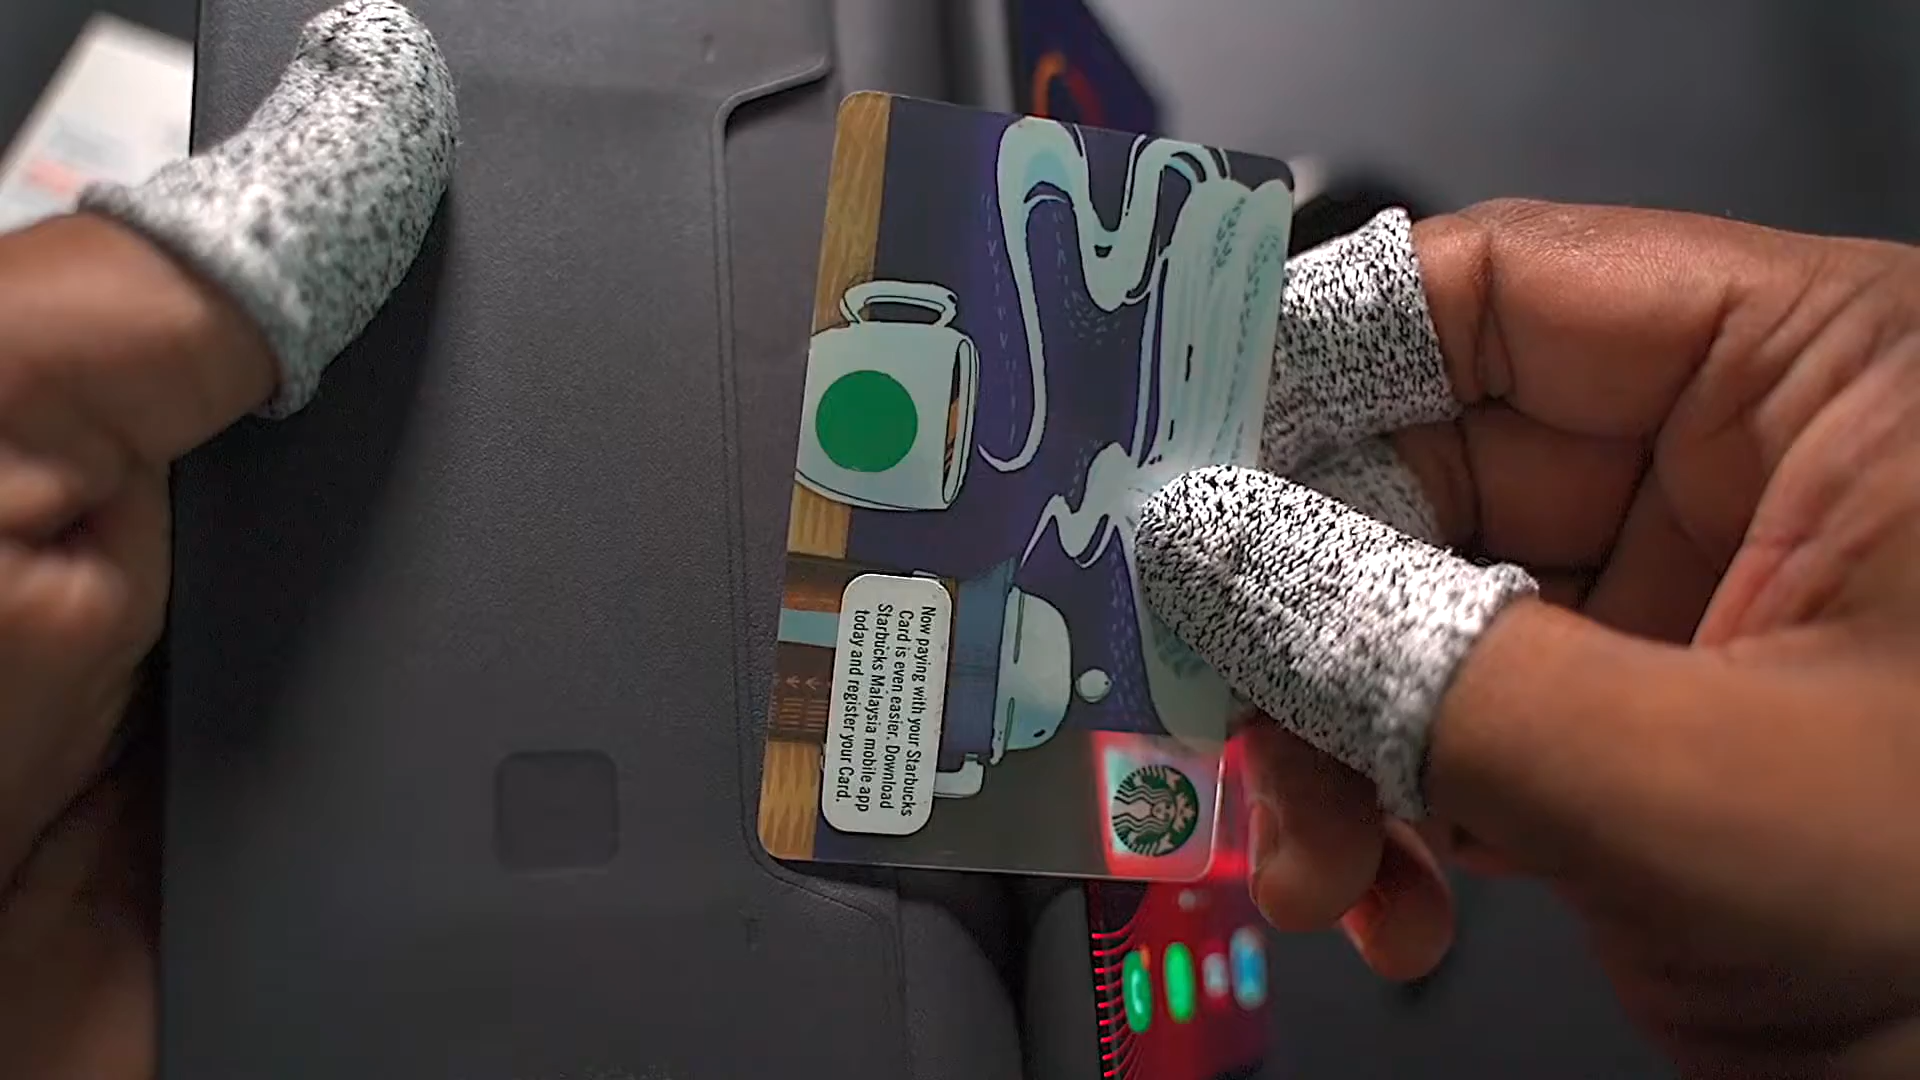 Now paying with your Starbucks
Card is even easier. Download
Starbucks Malaysia mobile app
today and register your Card.